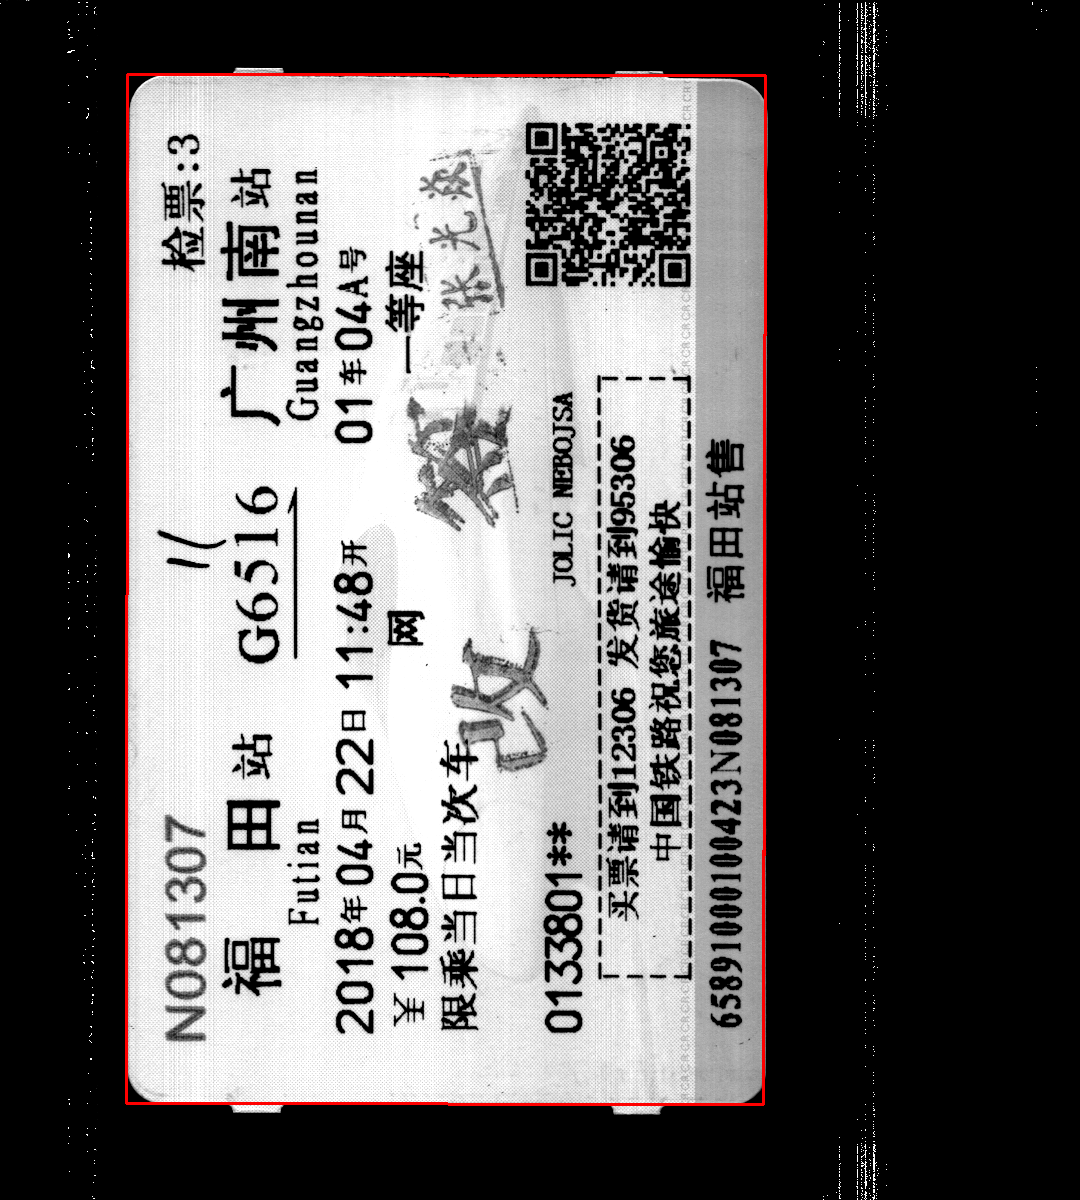 N081307 检票:3
福田站 G6516 广州南站
Futian Guangzhounan
2018年04月22日 11:48开 01车04A号
¥108.0元 网 一等座
限乘当日当次车
张光焱
0133801** JOLIC NEBOJSA
买票请到12306 发货请到95306
中国铁路祝您旅途愉快
65891000100423N081307 福田站售